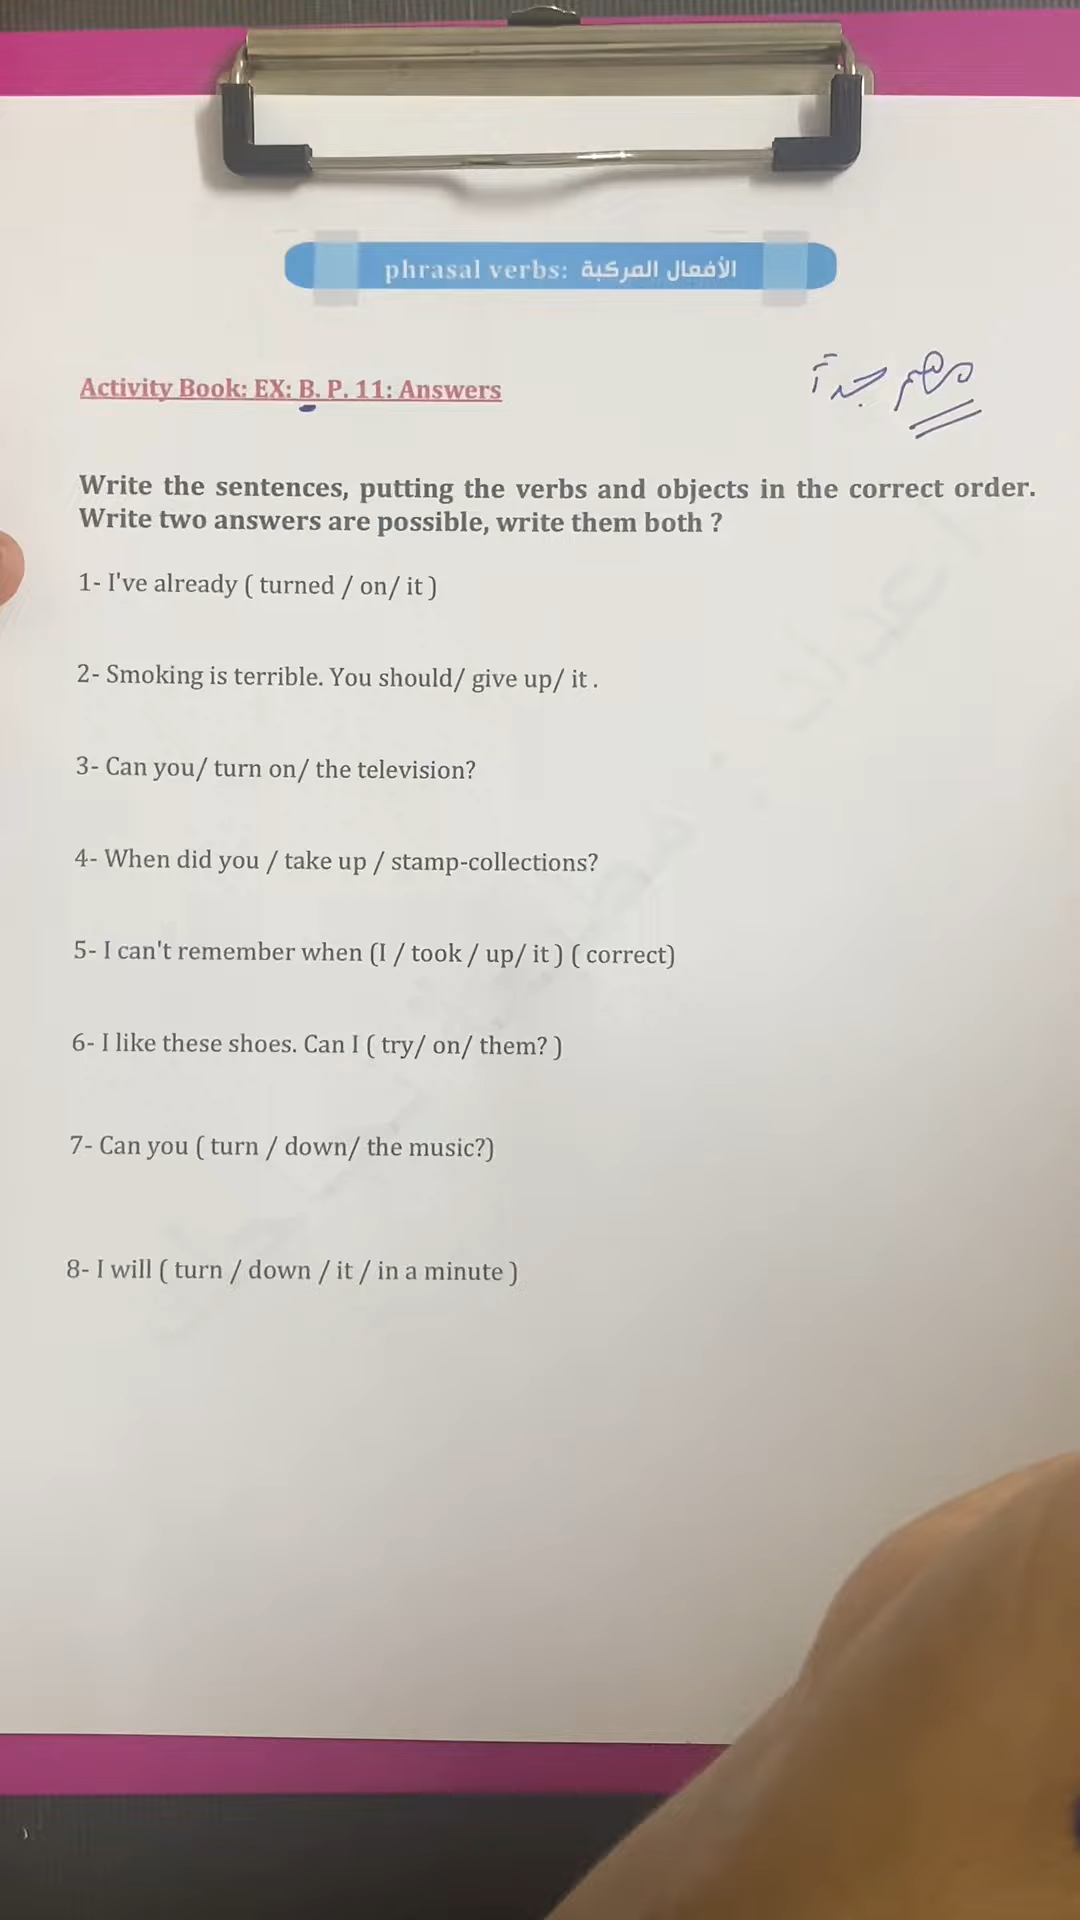 phrasal verbs: الأفعال المركبة
Activity Book: EX: B. P. 11: Answers
مهم جداً
Write the sentences, putting the verbs and objects in the correct order.
Write two answers are possible, write them both ?
1- I've already ( turned / on/ it )
2- Smoking is terrible. You should/ give up/ it .
3- Can you/ turn on/ the television?
4- When did you / take up / stamp-collections?
5- I can't remember when (I / took / up/ it ) ( correct)
6- I like these shoes. Can I ( try/ on/ them? )
7- Can you ( turn / down/ the music?)
8- I will ( turn / down / it / in a minute )